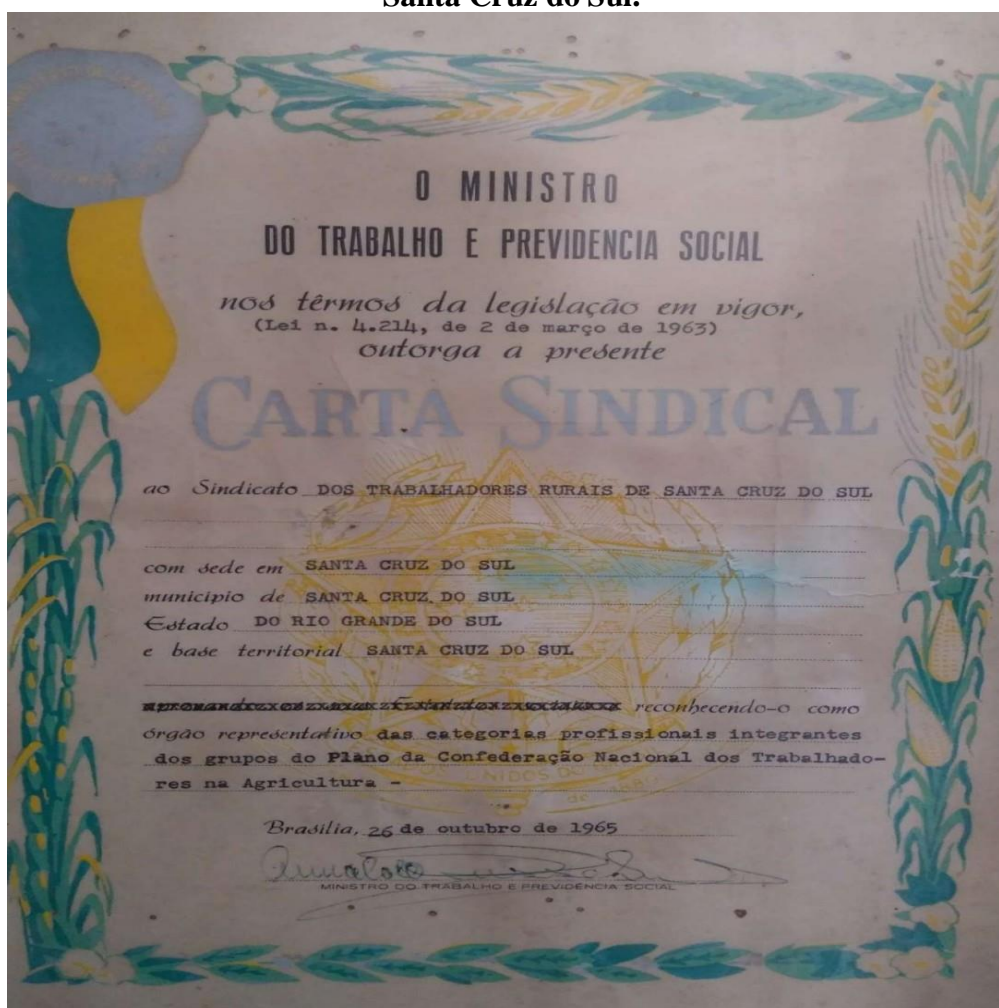 Santa Cruz do Sul.
O MINISTRO
DO TRABALHO E PREVIDENCIA SOCIAL
nos têrmos da legislação em vigor,
(Lei n. 4.214, de 2 de março de 1963)
outorga a presente
CARTA SINDICAL
ao Sindicato DOS TRABALHADORES RURAIS DE SANTA CRUZ DO SUL
com sede em SANTA CRUZ DO SUL
municipio de SANTA CRUZ DO SUL
Estado DO RIO GRANDE DO SUL
e base territorial SANTA CRUZ DO SUL
reconhecendo-o como
órgão representativo das categorias profissionais integrantes
dos grupos do Plano da Confederação Nacional dos Trabalhado-
res na Agricultura -
Brasilia, 26 de outubro de 1965
MINISTRO DO TRABALHO E PREVIDÊNCIA SOCIAL